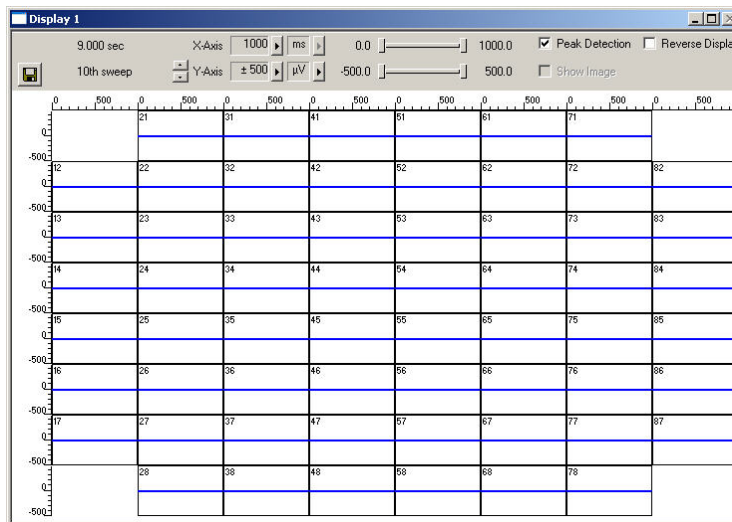 Display 1
9.000 sec X-Axis 1000 ms 0.0 1000.0 Peak Detection Reverse Displa
10th sweep Y-Axis ± 500 µV -500.0 500.0 Show Image
0 500 0 500 0 500 0 500 0 500 0 500 0 500 0 500
0 21 31 41 51 61 71
-500
0 12 22 32 42 52 62 72 82
-500
0 13 23 33 43 53 63 73 83
-500
0 14 24 34 44 54 64 74 84
-500
0 15 25 35 45 55 65 75 85
-500
0 16 26 36 46 56 66 76 86
-500
0 17 27 37 47 57 67 77 87
-500
0 28 38 48 58 68 78
-500